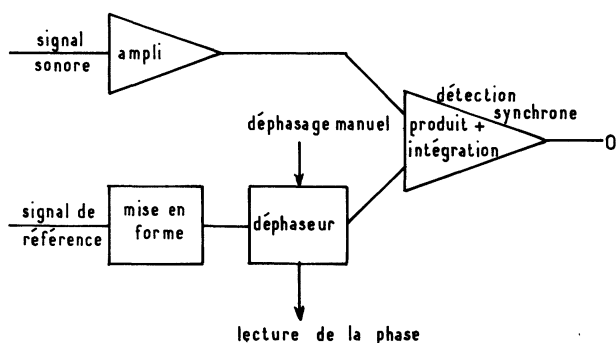 signal
sonore
ampli
détection
synchrone
produit +
intégration
O
déphasage manuel
signal de
référence
mise en
forme
déphaseur
lecture de la phase